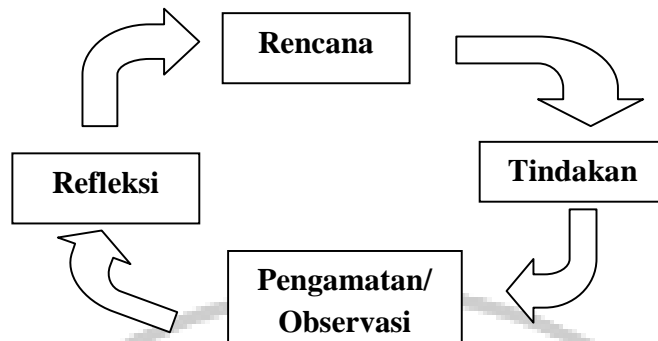 Rencana
Tindakan
Pengamatan/
Observasi
Refleksi